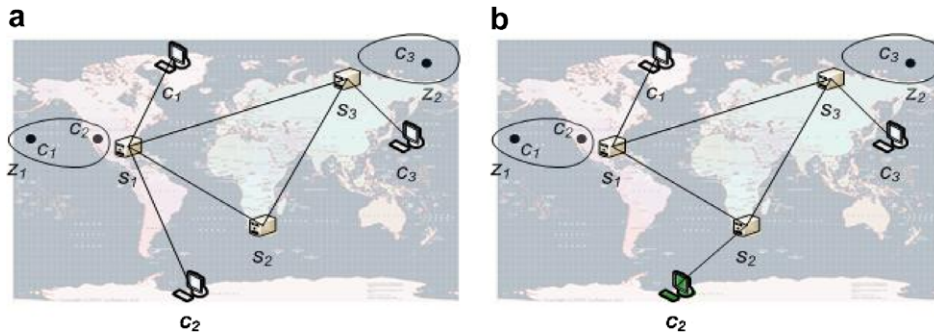 a
b
c₃
Z₂
c₁
s₃
c₁
c₂
Z₁
s₁
c₃
s₂
c₂
c₃
Z₂
c₁
s₃
c₁
c₂
Z₁
s₁
c₃
s₂
c₂